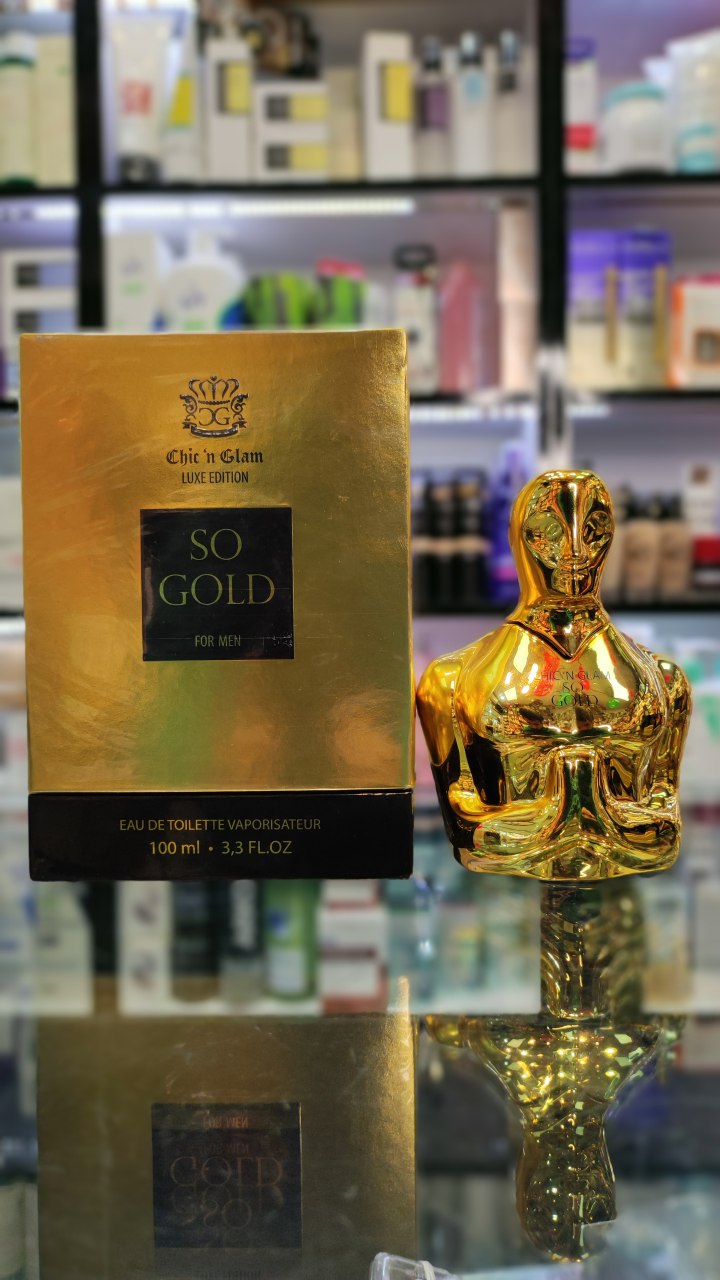 CG
Chic 'n Glam
LUXE EDITION
SO
GOLD
FOR MEN
EAU DE TOILETTE VAPORISATEUR
100 ml • 3,3 FL.OZ
CHIC'N GLAM
SO
GOLD